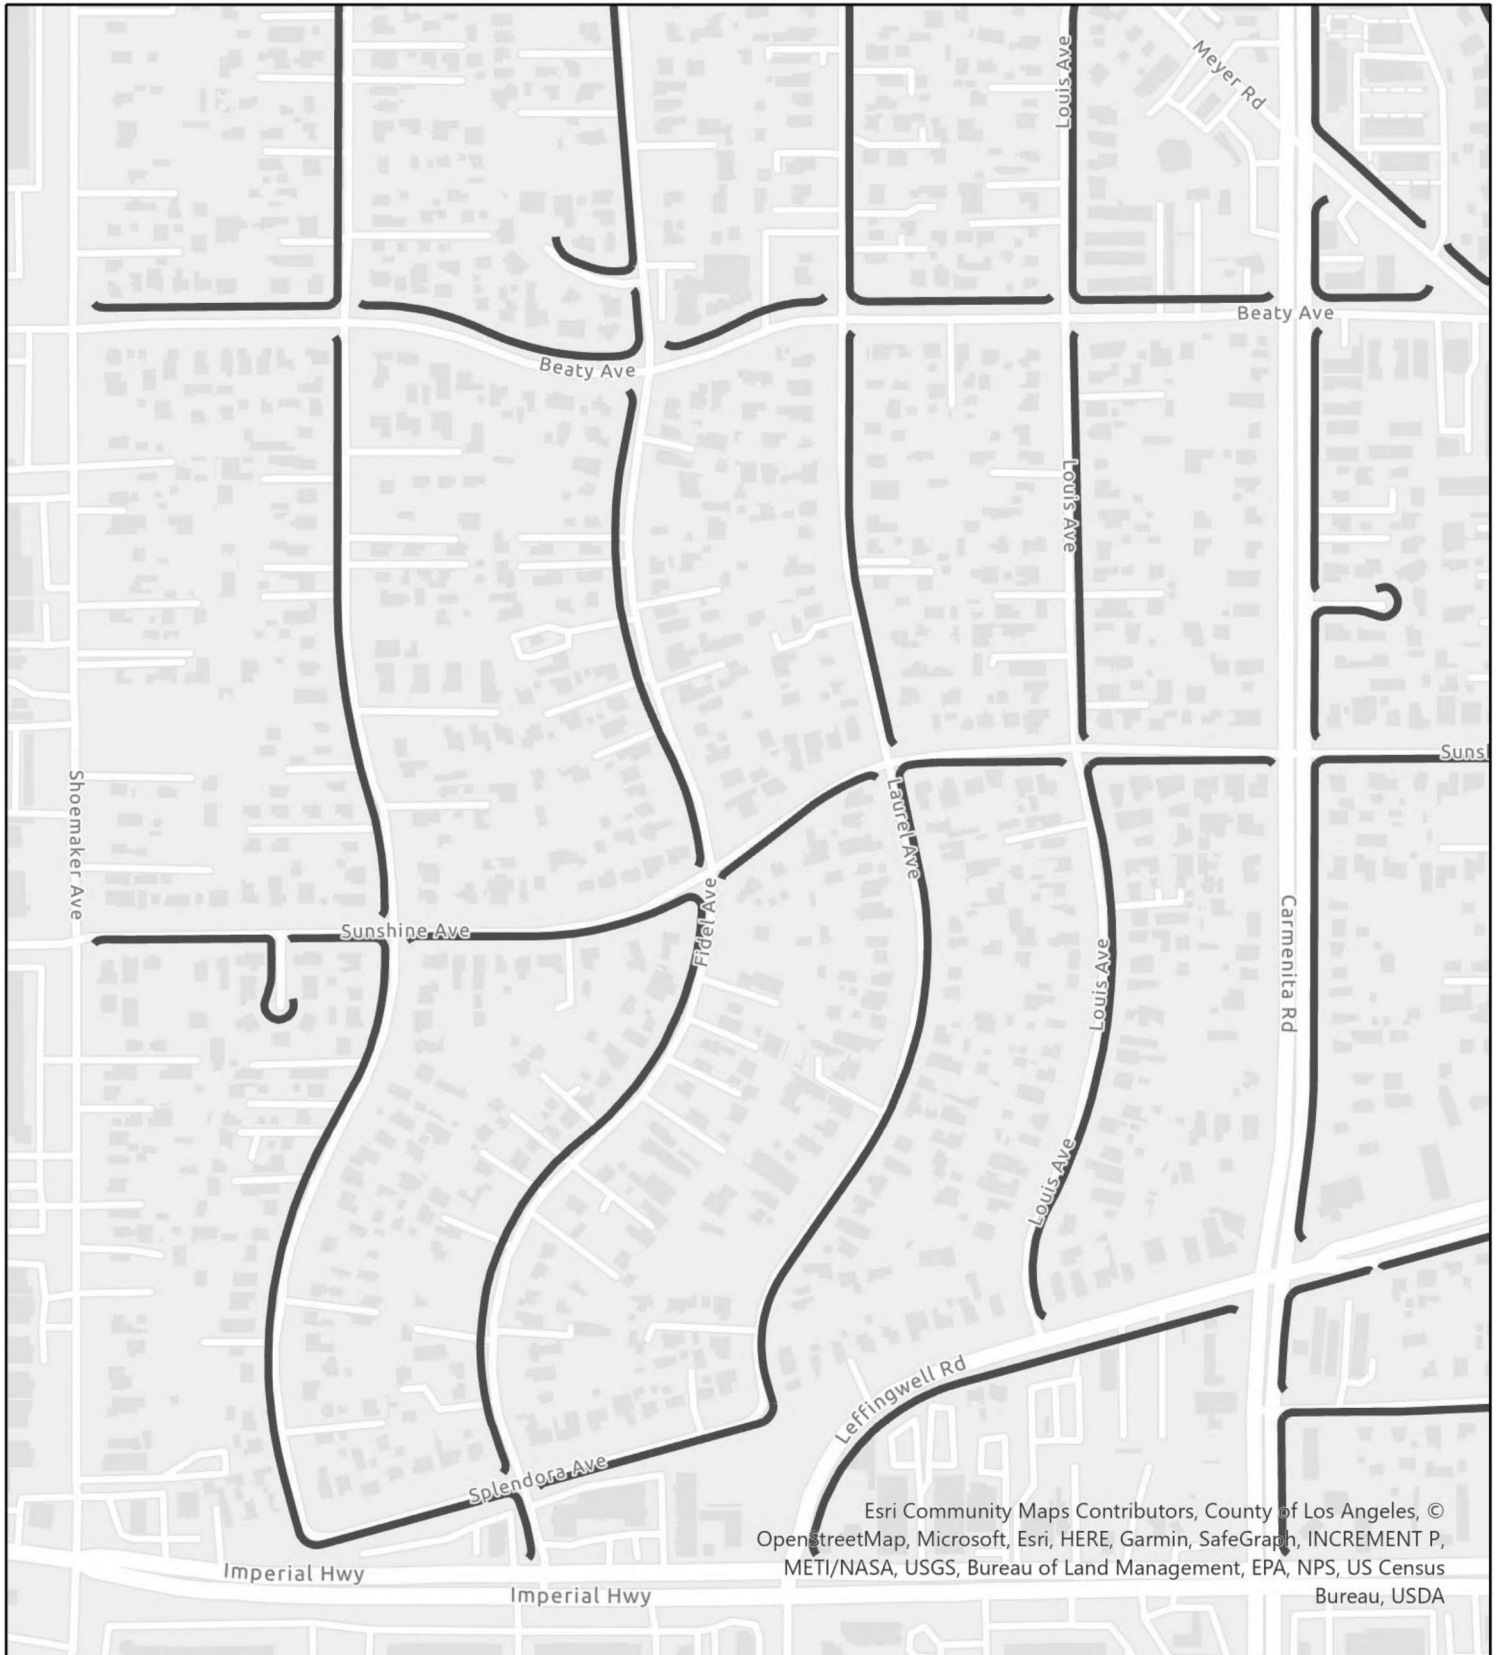 Louis Ave
Meyer Rd
Beaty Ave
Beaty Ave
Louis Ave
Sunsl
Shoemaker Ave
Laurel Ave
Sunshine Ave
Fidel Ave
Carmenita Rd
Louis Ave
Louis Ave
Leffingwell Rd
Splendora Ave
Esri Community Maps Contributors, County of Los Angeles, ©
OpenStreetMap, Microsoft, Esri, HERE, Garmin, SafeGraph, INCREMENT P,
METI/NASA, USGS, Bureau of Land Management, EPA, NPS, US Census
Bureau, USDA
Imperial Hwy
Imperial Hwy